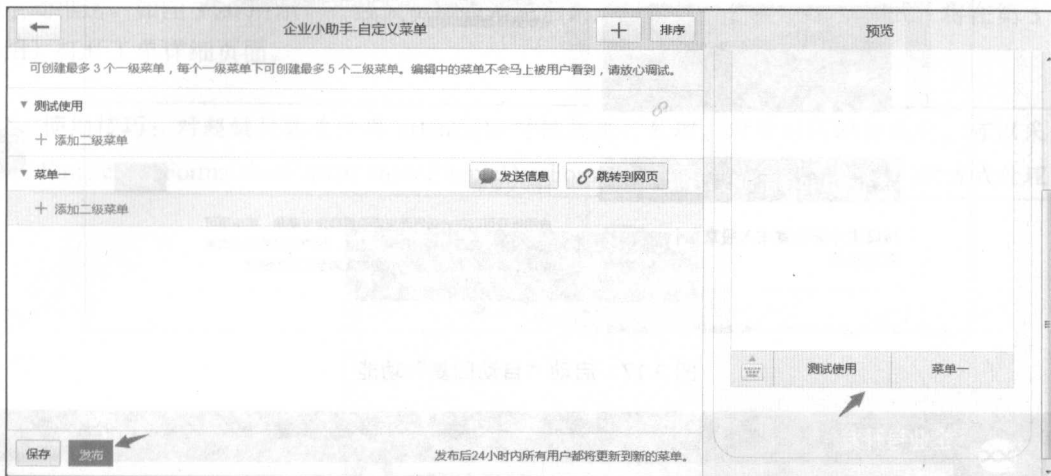 企业小助手-自定义菜单
排序
预览
可创建最多 3 个一级菜单，每个一级菜单下可创建最多 5 个二级菜单。编辑中的菜单不会马上被用户看到，请放心调试。
测试使用
添加二级菜单
菜单一
发送信息
跳转到网页
添加二级菜单
测试使用
菜单一
保存
发布
发布后24小时内所有用户都将更新到新的菜单。